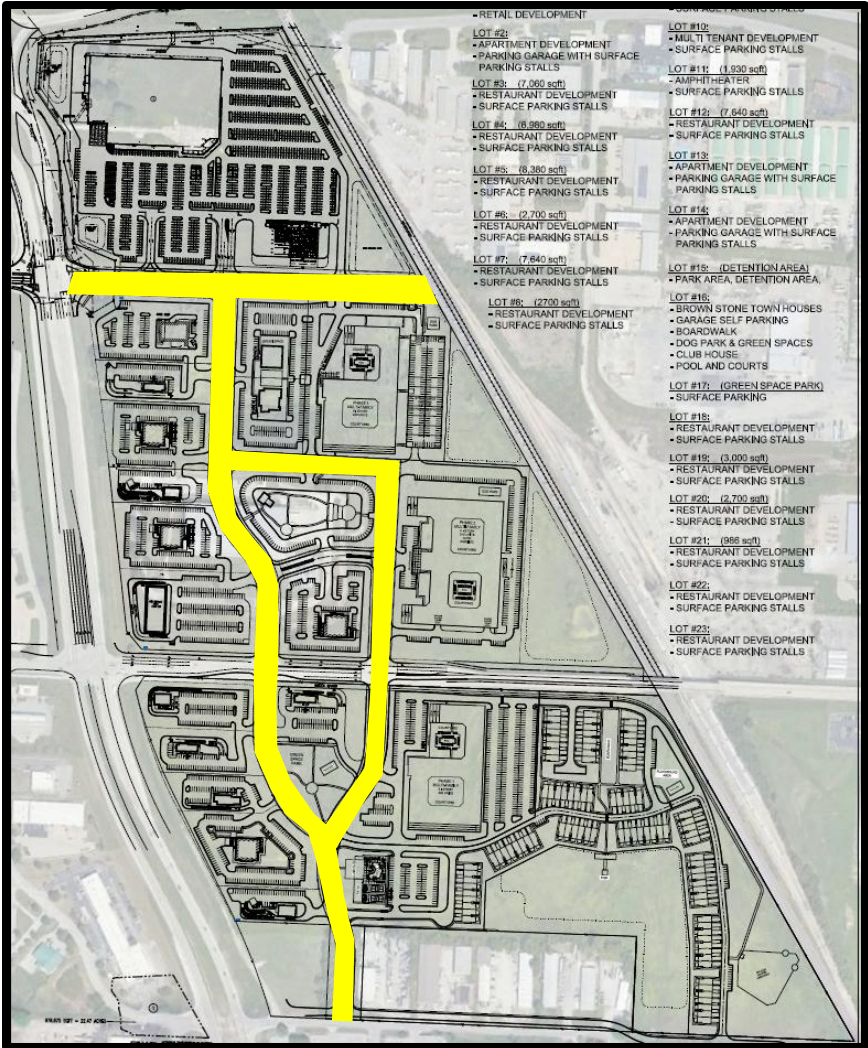 - RETAIL DEVELOPMENT
LOT #2:
- APARTMENT DEVELOPMENT
- PARKING GARAGE WITH SURFACE
PARKING STALLS
LOT #3: (7,060 sqft)
- RESTAURANT DEVELOPMENT
- SURFACE PARKING STALLS
LOT #4: (6,980 sqft)
- RESTAURANT DEVELOPMENT
- SURFACE PARKING STALLS
LOT #5: (8,380 sqft)
- RESTAURANT DEVELOPMENT
- SURFACE PARKING STALLS
LOT #6: (2,700 sqft)
- RESTAURANT DEVELOPMENT
- SURFACE PARKING STALLS
LOT #7: (7,640 sqft)
- RESTAURANT DEVELOPMENT
- SURFACE PARKING STALLS
LOT #8: (2700 sqft)
- RESTAURANT DEVELOPMENT
- SURFACE PARKING STALLS
- SURFACE PARKING STALLS
LOT #10:
- MULTI TENANT DEVELOPMENT
- SURFACE PARKING STALLS
LOT #11: (1,930 sqft)
- AMPHITHEATER
- SURFACE PARKING STALLS
LOT #12: (7,640 sqft)
- RESTAURANT DEVELOPMENT
- SURFACE PARKING STALLS
LOT #13:
- APARTMENT DEVELOPMENT
- PARKING GARAGE WITH SURFACE
PARKING STALLS
LOT #14:
- APARTMENT DEVELOPMENT
- PARKING GARAGE WITH SURFACE
PARKING STALLS
LOT #15: (DETENTION AREA)
- PARK AREA, DETENTION AREA.
LOT #16:
- BROWN STONE TOWN HOUSES
- GARAGE SELF PARKING
- BOARDWALK
- DOG PARK & GREEN SPACES
- CLUB HOUSE
- POOL AND COURTS
LOT #17: (GREEN SPACE PARK)
- SURFACE PARKING
LOT #18:
- RESTAURANT DEVELOPMENT
- SURFACE PARKING STALLS
LOT #19: (3,000 sqft)
- RESTAURANT DEVELOPMENT
- SURFACE PARKING STALLS
LOT #20: (2,700 sqft)
- RESTAURANT DEVELOPMENT
- SURFACE PARKING STALLS
LOT #21: (986 sqft)
- RESTAURANT DEVELOPMENT
- SURFACE PARKING STALLS
LOT #22:
- RESTAURANT DEVELOPMENT
- SURFACE PARKING STALLS
LOT #23:
- RESTAURANT DEVELOPMENT
- SURFACE PARKING STALLS